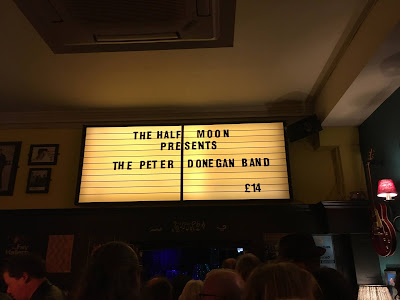 THE HALF MOON
PRESENTS
THE PETER DONEGAN BAND
£14